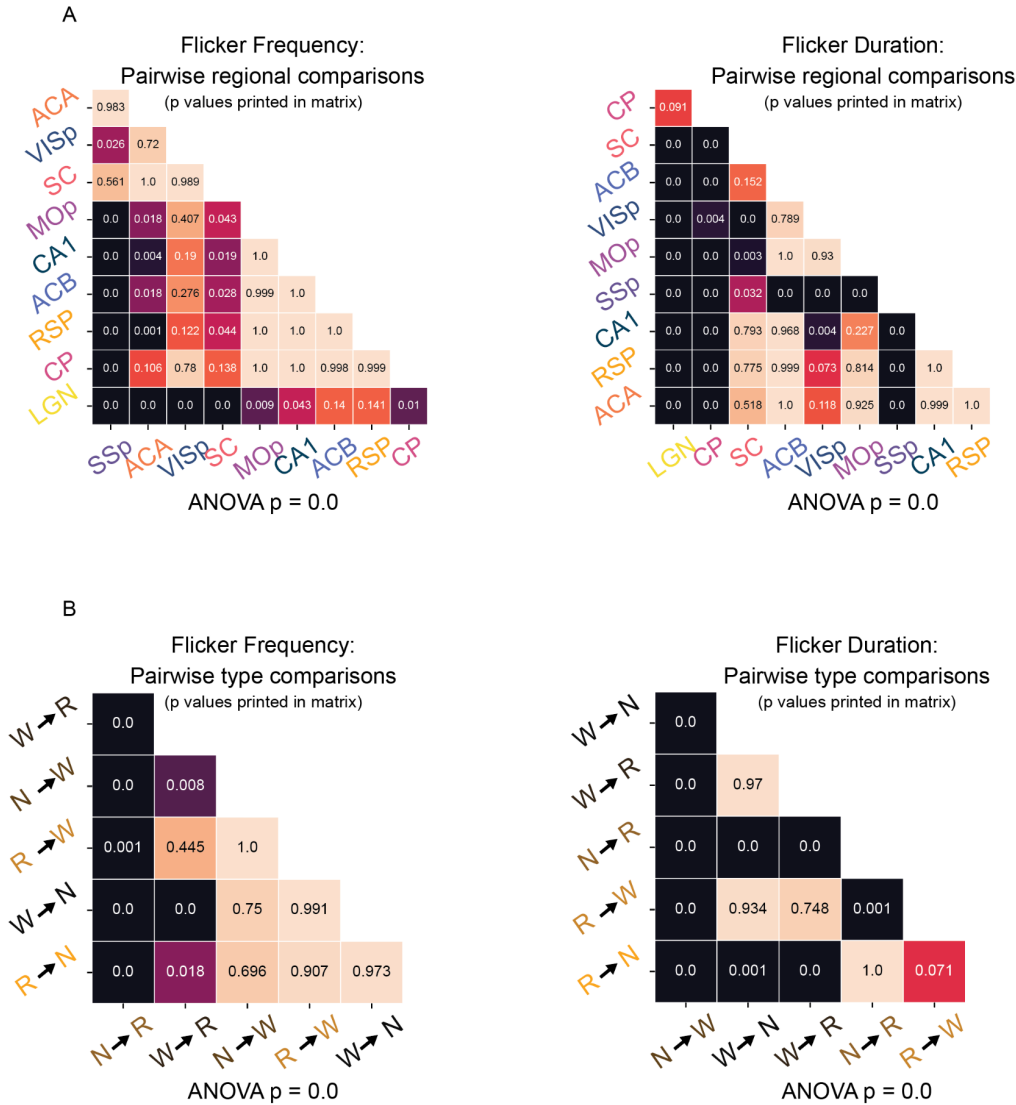 A
Flicker Frequency:
Pairwise regional comparisons
(p values printed in matrix)
ACA 0.983
VISp 0.026 0.72
SC 0.561 1.0 0.989
MOp 0.0 0.018 0.407 0.043
CA1 0.0 0.004 0.19 0.019 1.0
ACB 0.0 0.018 0.276 0.028 0.999 1.0
RSP 0.0 0.001 0.122 0.044 1.0 1.0 1.0
CP 0.0 0.106 0.78 0.138 1.0 1.0 0.998 0.999
LGN 0.0 0.0 0.0 0.0 0.009 0.043 0.14 0.141 0.01
SSp ACA VISp SC MOp CA1 ACB RSP CP
ANOVA p = 0.0
Flicker Duration:
Pairwise regional comparisons
(p values printed in matrix)
CP 0.091
SC 0.0 0.0
ACB 0.0 0.0 0.152
VISp 0.0 0.004 0.0 0.789
MOp 0.0 0.0 0.003 1.0 0.93
SSp 0.0 0.0 0.032 0.0 0.0 0.0
CA1 0.0 0.0 0.793 0.968 0.004 0.227 0.0
RSP 0.0 0.0 0.775 0.999 0.073 0.814 0.0 1.0
ACA 0.0 0.0 0.518 1.0 0.118 0.925 0.0 0.999 1.0
LGN CP SC ACB VISp MOp SSp CA1 RSP
ANOVA p = 0.0
B
Flicker Frequency:
Pairwise type comparisons
(p values printed in matrix)
W→R 0.0
N→W 0.0 0.008
R→W 0.001 0.445 1.0
W→N 0.0 0.0 0.75 0.991
R→N 0.0 0.018 0.696 0.907 0.973
N→R W→R N→W R→W W→N
ANOVA p = 0.0
Flicker Duration:
Pairwise type comparisons
(p values printed in matrix)
W→N 0.0
W→R 0.0 0.97
N→R 0.0 0.0 0.0
R→W 0.0 0.934 0.748 0.001
R→N 0.0 0.001 0.0 1.0 0.071
N→W W→N W→R N→R R→W
ANOVA p = 0.0